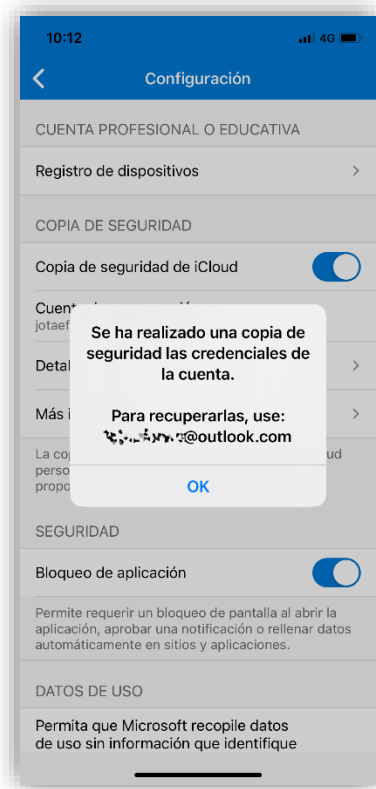 10:12
4G
Configuración
CUENTA PROFESIONAL O EDUCATIVA
Registro de dispositivos
COPIA DE SEGURIDAD
Copia de seguridad de iCloud
Se ha realizado una copia de
seguridad las credenciales de
la cuenta.
Para recuperarlas, use:
@outlook.com
OK
SEGURIDAD
Bloqueo de aplicación
Permite requerir un bloqueo de pantalla al abrir la
aplicación, aprobar una notificación o rellenar datos
automáticamente en sitios y aplicaciones.
DATOS DE USO
Permita que Microsoft recopile datos
de uso sin información que identifique